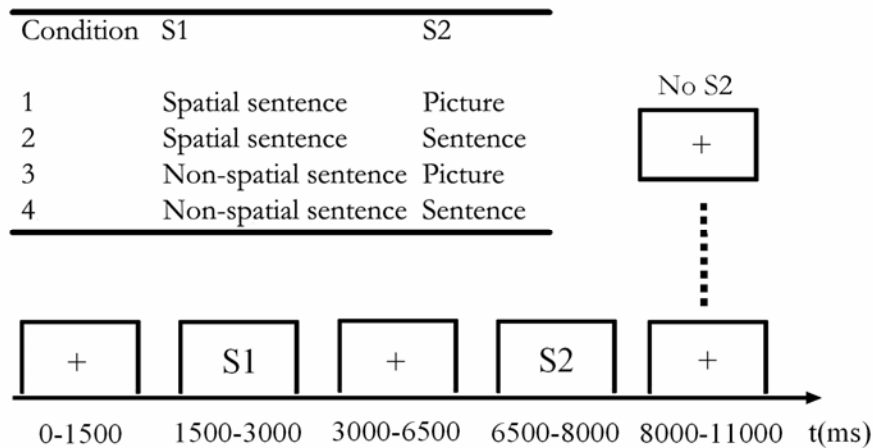 Condition S1 S2
1 Spatial sentence Picture
2 Spatial sentence Sentence
3 Non-spatial sentence Picture
4 Non-spatial sentence Sentence
No S2
+
+ S1 + S2 +
0-1500 1500-3000 3000-6500 6500-8000 8000-11000 t(ms)